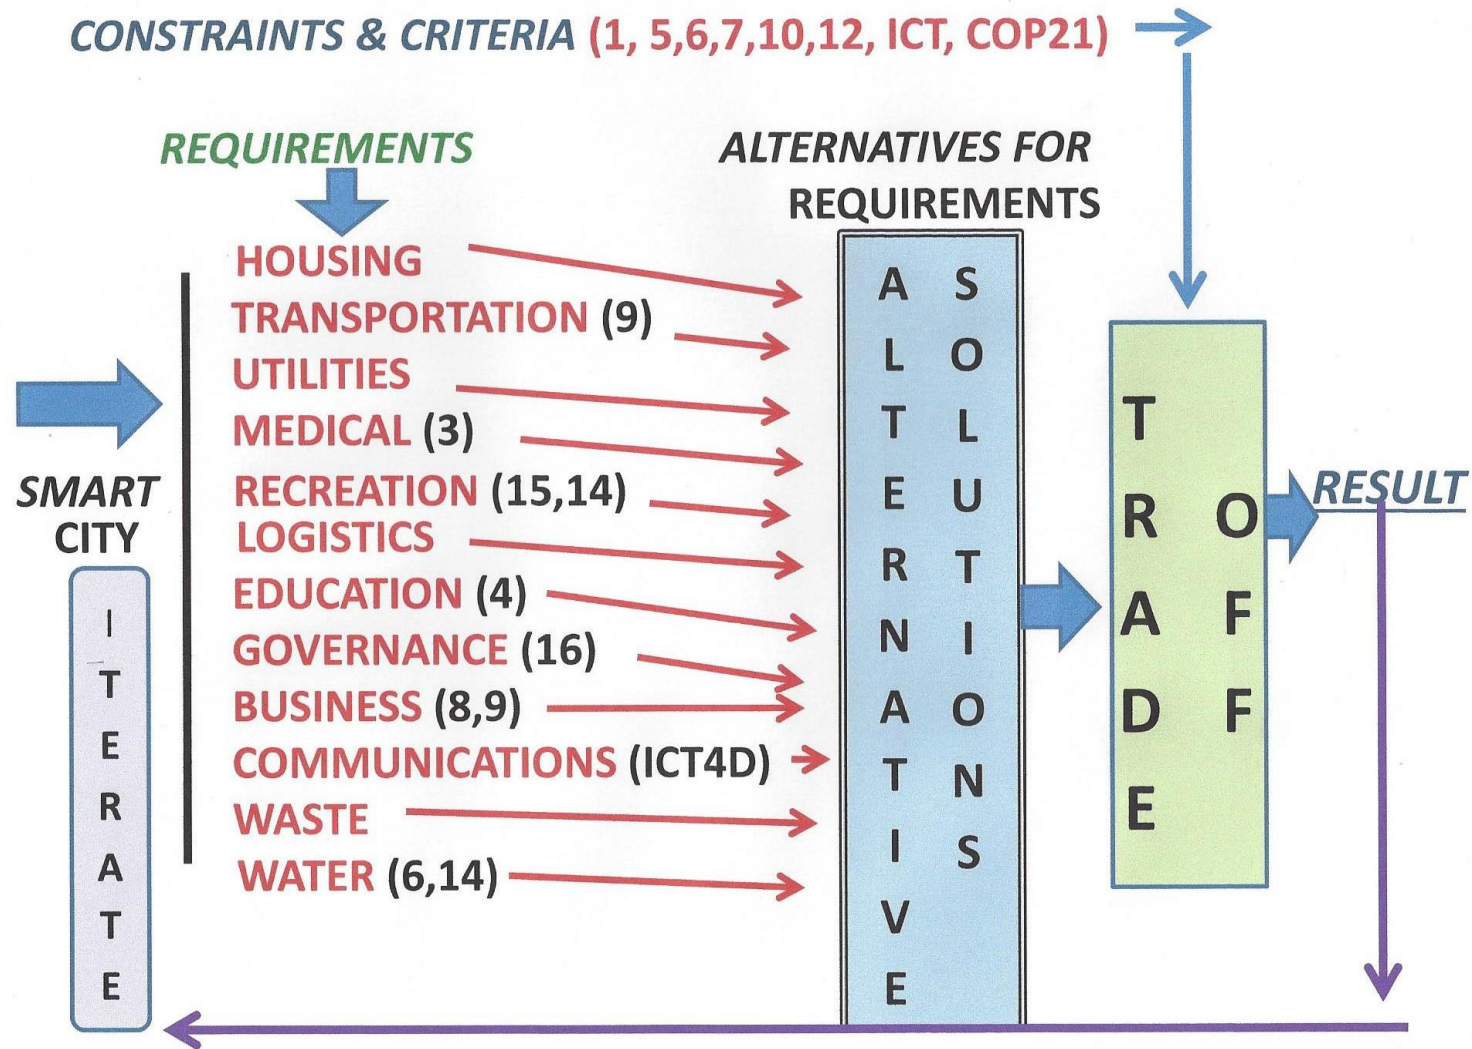 CONSTRAINTS & CRITERIA (1, 5,6,7,10,12, ICT, COP21)
REQUIREMENTS
ALTERNATIVES FOR
REQUIREMENTS
HOUSING
TRANSPORTATION (9)
UTILITIES
MEDICAL (3)
RECREATION (15,14)
LOGISTICS
EDUCATION (4)
GOVERNANCE (16)
BUSINESS (8,9)
COMMUNICATIONS (ICT4D)
WASTE
WATER (6,14)
SMART
CITY
ITERATE
ALTERNATIVE
SOLUTIONS
TRADE
OFF
RESULT